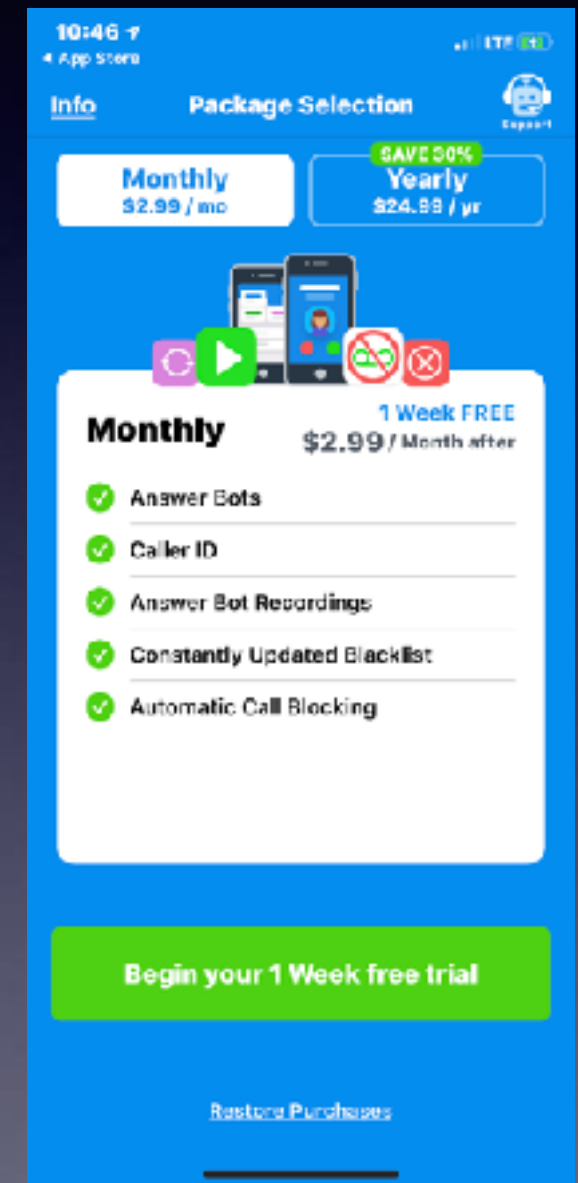 10:46
App Store
LTE
Info
Package Selection
Support
Monthly
$2.99 / mo
SAVE 30%
Yearly
$24.99 / yr
Monthly
1 Week FREE
$2.99 / Month after
Answer Bots
Caller ID
Answer Bot Recordings
Constantly Updated Blacklist
Automatic Call Blocking
Begin your 1 Week free trial
Restore Purchases